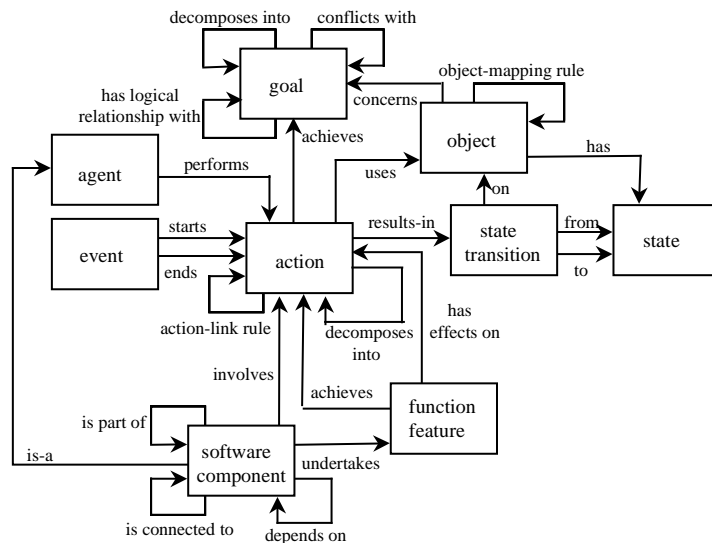 decomposes into
conflicts with
goal
object-mapping rule
concerns
has logical
relationship with
achieves
object
agent
performs
uses
has
on
event
starts
ends
action
results-in
state
transition
from
to
state
action-link rule
decomposes
into
has
effects on
involves
achieves
function
feature
is part of
software
component
undertakes
is-a
is connected to
depends on